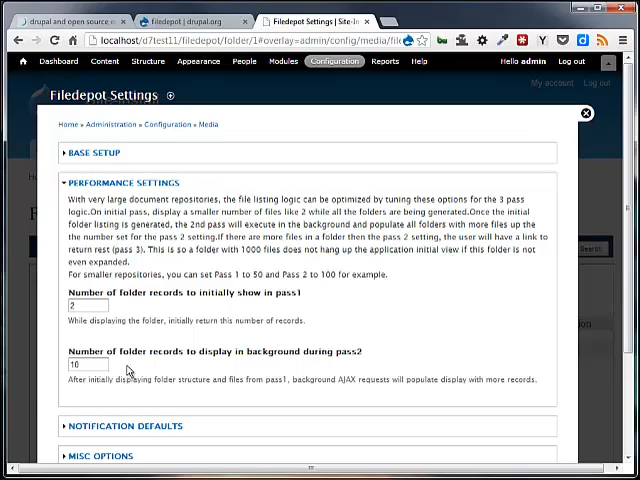 drupal and open source, m
filedepot | drupal.org
Filedepot Settings | Site-In
localhost/d7test11/filedepot/folder/1#overlay=admin/config/media/file
Dashboard Content Structure Appearance People Modules Configuration Reports Help Hello admin Log out
My account Log out
Filedepot Settings
Home » Administration » Configuration » Media
BASE SETUP
PERFORMANCE SETTINGS
With very large document repositories, the file listing logic can be optimized by tuning these options for the 3 pass
logic.On initial pass, display a smaller number of files like 2 while all the folders are being generated.Once the initial
folder listing is generated, the 2nd pass will execute in the background and populate all folders with more files up the
the number set for the pass 2 setting.If there are more files in a folder then the pass 2 setting, the user will have a link to
return rest (pass 3). This is so a folder with 1000 files does not hang up the application initial view if this folder is not
even expanded.
For smaller repositories, you can set Pass 1 to 50 and Pass 2 to 100 for example.
Search
Number of folder records to initially show in pass1
2
While displaying the folder, initially return this number of records.
Number of folder records to display in background during pass2
10
After initially displaying folder structure and files from pass1, background AJAX requests will populate display with more records.
NOTIFICATION DEFAULTS
MISC OPTIONS